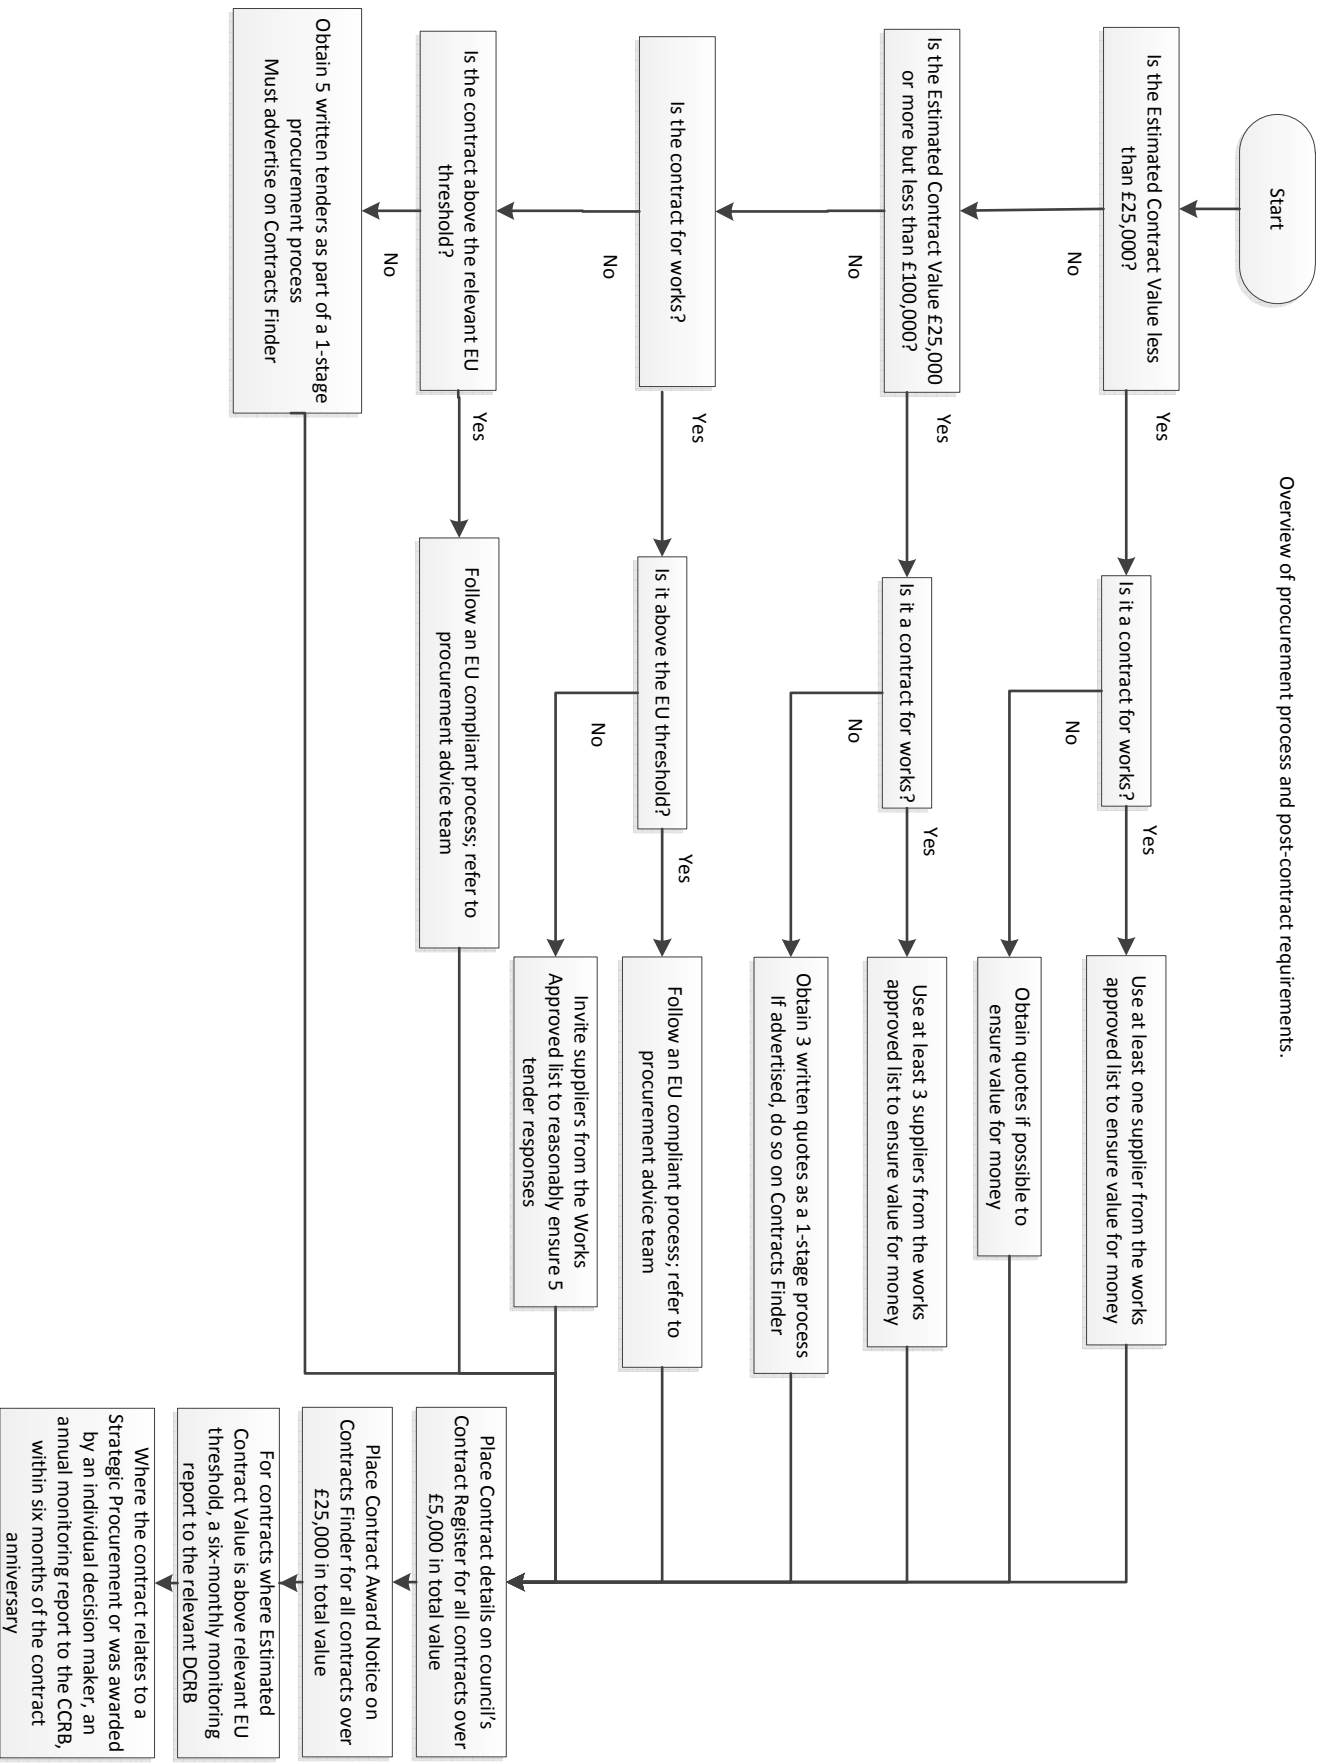 Overview of procurement process and post-contract requirements.
Start
Is the Estimated Contract Value less
than £25,000?
Yes
No
Is it a contract for works?
Yes
No
Use at least one supplier from the works
approved list to ensure value for money
Obtain quotes if possible to
ensure value for money
Is the Estimated Contract Value £25,000
or more but less than £100,000?
Yes
No
Is it a contract for works?
Yes
No
Use at least 3 suppliers from the works
approved list to ensure value for money
Obtain 3 written quotes as a 1-stage process
If advertised, do so on Contracts Finder
Is the contract for works?
Yes
No
Is it above the EU threshold?
Yes
No
Follow an EU compliant process; refer to
procurement advice team
Invite suppliers from the Works
Approved list to reasonably ensure 5
tender responses
Is the contract above the relevant EU
threshold?
Yes
No
Follow an EU compliant process; refer to
procurement advice team
Obtain 5 written tenders as part of a 1-stage
procurement process
Must advertise on Contracts Finder
Place Contract details on council's
Contract Register for all contracts over
£5,000 in total value
Place Contract Award Notice on
Contracts Finder for all contracts over
£25,000 in total value
For contracts where Estimated
Contract Value is above relevant EU
threshold, a six-monthly monitoring
report to the relevant DCRB
Where the contract relates to a
Strategic Procurement or was awarded
by an individual decision maker, an
annual monitoring report to the CCRB,
within six months of the contract
anniversary